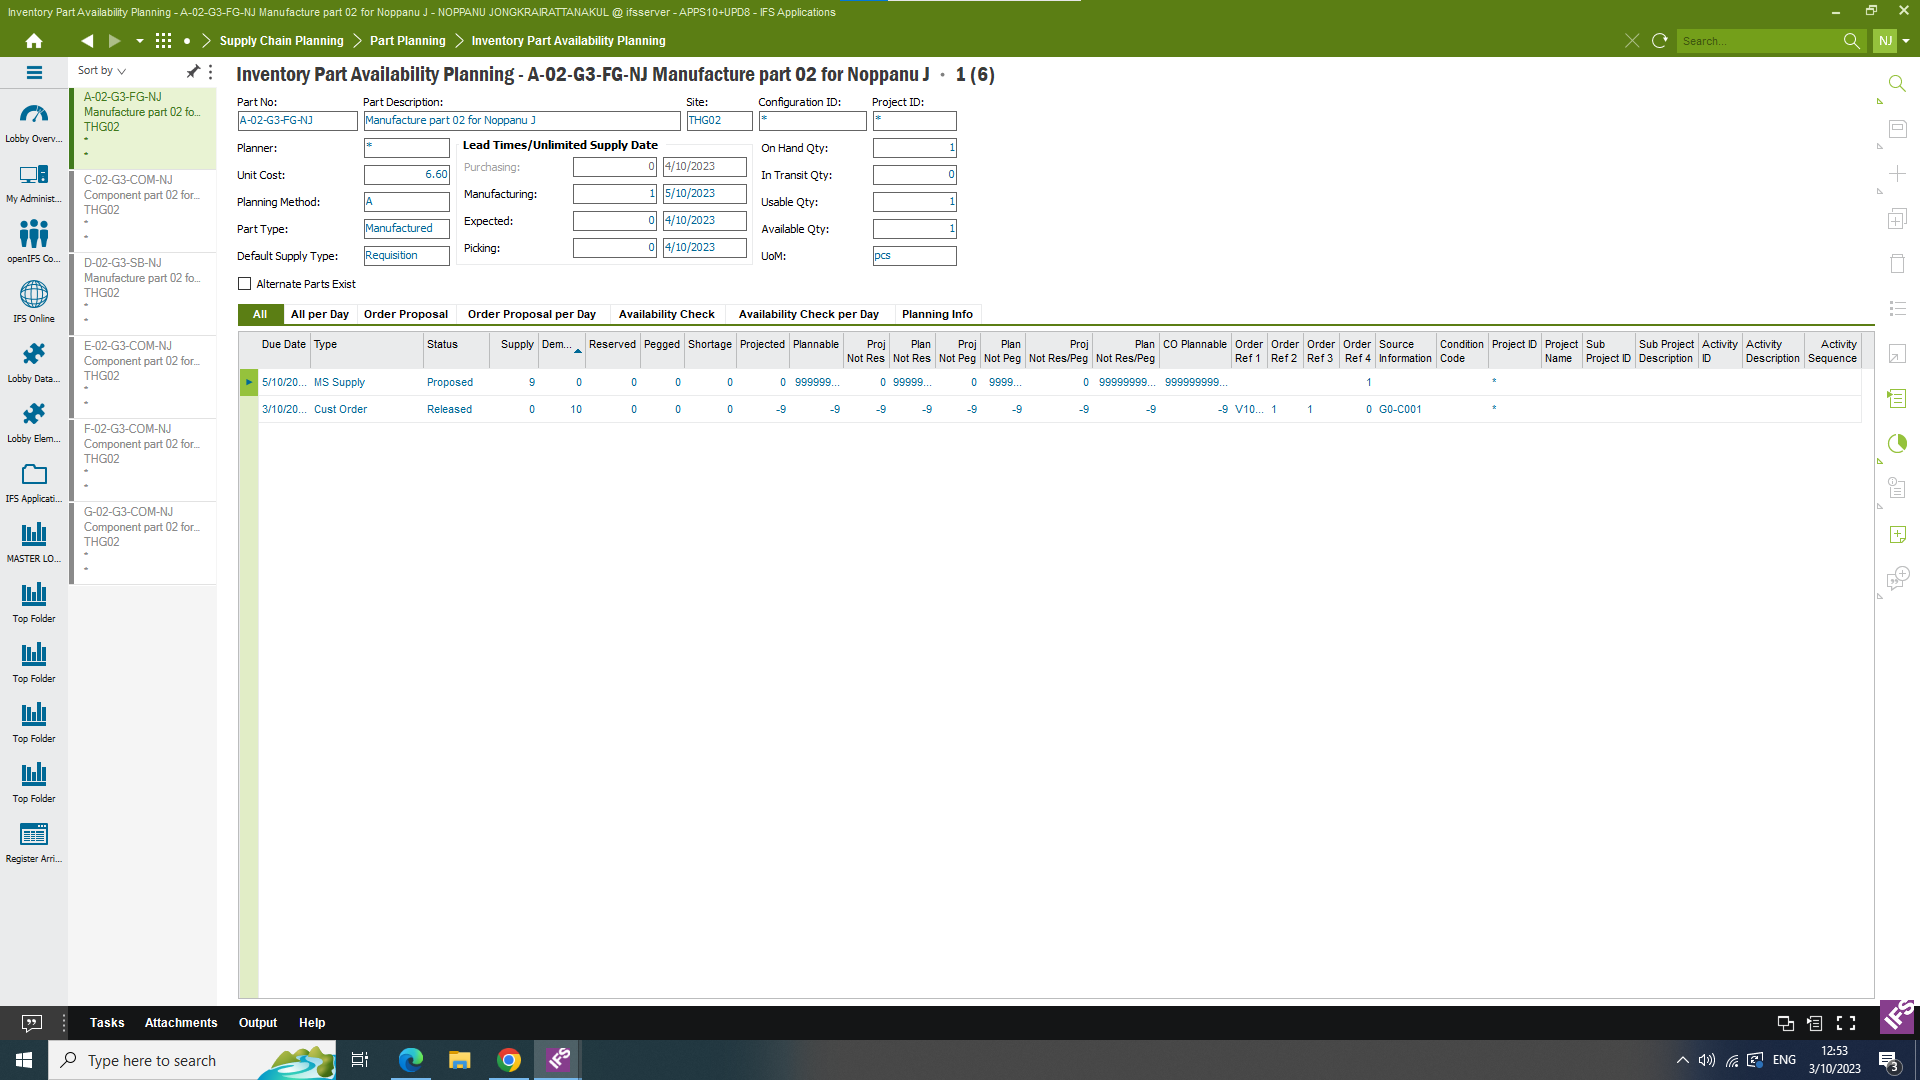 Inventory Part Availability Planning - A-02-G3-FG-NJ Manufacture part 02 for Noppanu J - NOPPANU JONGKRAIRATTANAKUL @ ifsserver - APPS10+UPD8 - IFS Applications
Supply Chain Planning > Part Planning > Inventory Part Availability Planning
Search...
NJ
Sort by
A-02-G3-FG-NJ
Manufacture part 02 fo...
THG02
*
*
C-02-G3-COM-NJ
Component part 02 for...
THG02
*
*
D-02-G3-SB-NJ
Manufacture part 02 fo...
THG02
*
*
E-02-G3-COM-NJ
Component part 02 for...
THG02
*
*
F-02-G3-COM-NJ
Component part 02 for...
THG02
*
*
G-02-G3-COM-NJ
Component part 02 for...
THG02
*
*
Lobby Overv...
My Administ...
openIFS Co...
IFS Online
Lobby Data...
Lobby Elem...
IFS Applicati...
MASTER LO...
Top Folder
Top Folder
Top Folder
Top Folder
Register Arri...
Inventory Part Availability Planning - A-02-G3-FG-NJ Manufacture part 02 for Noppanu J · 1 (6)
Part No: Part Description: Site: Configuration ID: Project ID:
A-02-G3-FG-NJ Manufacture part 02 for Noppanu J THG02 * *
Planner: *
Unit Cost: 6.60
Planning Method: A
Part Type: Manufactured
Default Supply Type: Requisition
Lead Times/Unlimited Supply Date
Purchasing: 0 4/10/2023
Manufacturing: 1 5/10/2023
Expected: 0 4/10/2023
Picking: 0 4/10/2023
On Hand Qty: 1
In Transit Qty: 0
Usable Qty: 1
Available Qty: 1
UoM: pcs
Alternate Parts Exist
All All per Day Order Proposal Order Proposal per Day Availability Check Availability Check per Day Planning Info
Due Date Type Status Supply Dem... Reserved Pegged Shortage Projected Plannable Proj Not Res Plan Not Res Proj Not Peg Plan Not Peg Proj Not Res/Peg Plan Not Res/Peg CO Plannable Order Ref 1 Order Ref 2 Order Ref 3 Order Ref 4 Source Information Condition Code Project ID Project Name Sub Project ID Sub Project Description Activity ID Activity Description Activity Sequence
5/10/20... MS Supply Proposed 9 0 0 0 0 0 999999... 0 99999... 0 9999... 0 99999999... 999999999... 1 *
3/10/20... Cust Order Released 0 10 0 0 0 -9 -9 -9 -9 -9 -9 -9 -9 -9 V10... 1 1 0 G0-C001 *
Tasks Attachments Output Help
IFS
Type here to search
IFS
ENG
12:53
3/10/2023
3